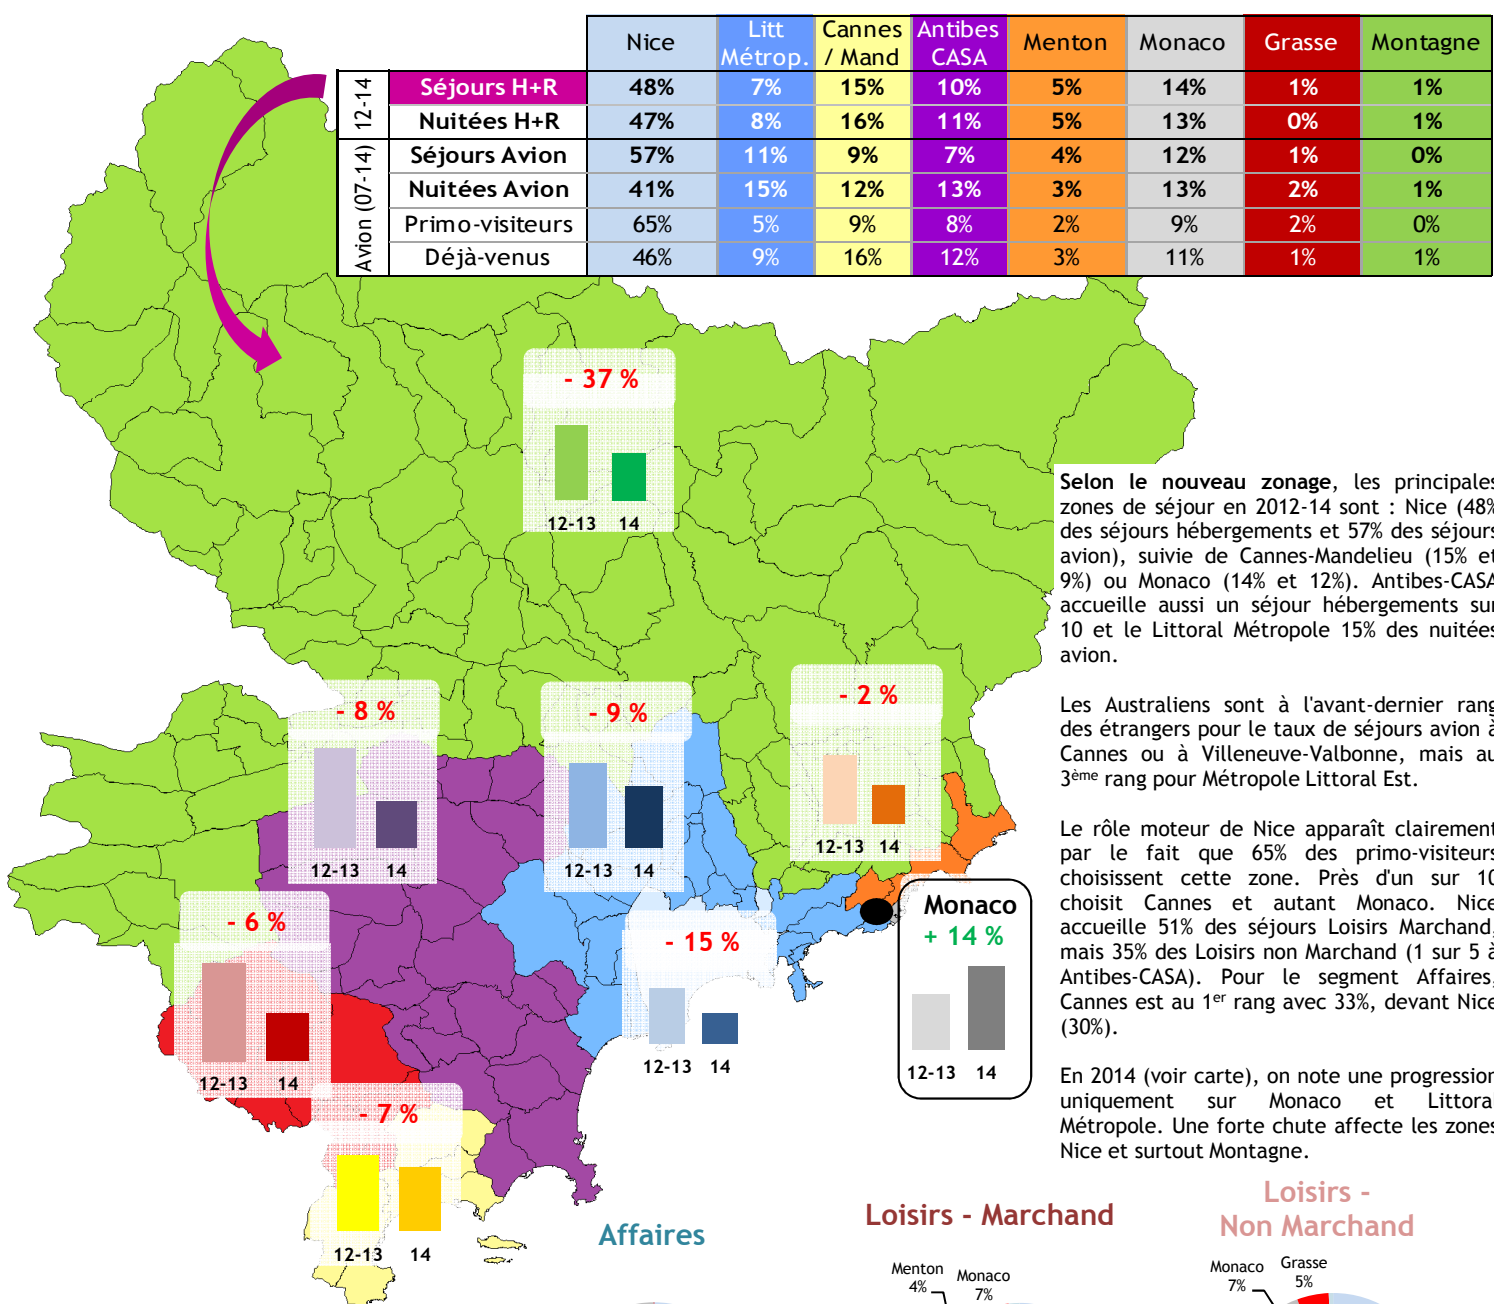 Nice Litt Métrop. Cannes / Mand Antibes CASA Menton Monaco Grasse Montagne
12-14
Séjours H+R 48% 7% 15% 10% 5% 14% 1% 1%
Nuitées H+R 47% 8% 16% 11% 5% 13% 0% 1%
Avion (07-14)
Séjours Avion 57% 11% 9% 7% 4% 12% 1% 0%
Nuitées Avion 41% 15% 12% 13% 3% 13% 2% 1%
Primo-visiteurs 65% 5% 9% 8% 2% 9% 2% 0%
Déjà-venus 46% 9% 16% 12% 3% 11% 1% 1%
- 37 %
12-13 14
- 8 %
12-13 14
- 9 %
12-13 14
- 2 %
12-13 14
- 6 %
12-13 14
- 15 %
12-13 14
Monaco
+ 14 %
12-13 14
- 7 %
12-13 14
Selon le nouveau zonage, les principales
zones de séjour en 2012-14 sont : Nice (48%
des séjours hébergements et 57% des séjours
avion), suivie de Cannes-Mandelieu (15% et
9%) ou Monaco (14% et 12%). Antibes-CASA
accueille aussi un séjour hébergements sur
10 et le Littoral Métropole 15% des nuitées
avion.
Les Australiens sont à l'avant-dernier rang
des étrangers pour le taux de séjours avion à
Cannes ou à Villeneuve-Valbonne, mais au
3ème rang pour Métropole Littoral Est.
Le rôle moteur de Nice apparaît clairement
par le fait que 65% des primo-visiteurs
choisissent cette zone. Près d'un sur 10
choisit Cannes et autant Monaco. Nice
accueille 51% des séjours Loisirs Marchand,
mais 35% des Loisirs non Marchand (1 sur 5 à
Antibes-CASA). Pour le segment Affaires,
Cannes est au 1er rang avec 33%, devant Nice
(30%).
En 2014 (voir carte), on note une progression
uniquement sur Monaco et Littoral
Métropole. Une forte chute affecte les zones
Nice et surtout Montagne.
Affaires
Loisirs - Marchand
Menton
4%
Monaco
7%
Loisirs -
Non Marchand
Monaco
7%
Grasse
5%